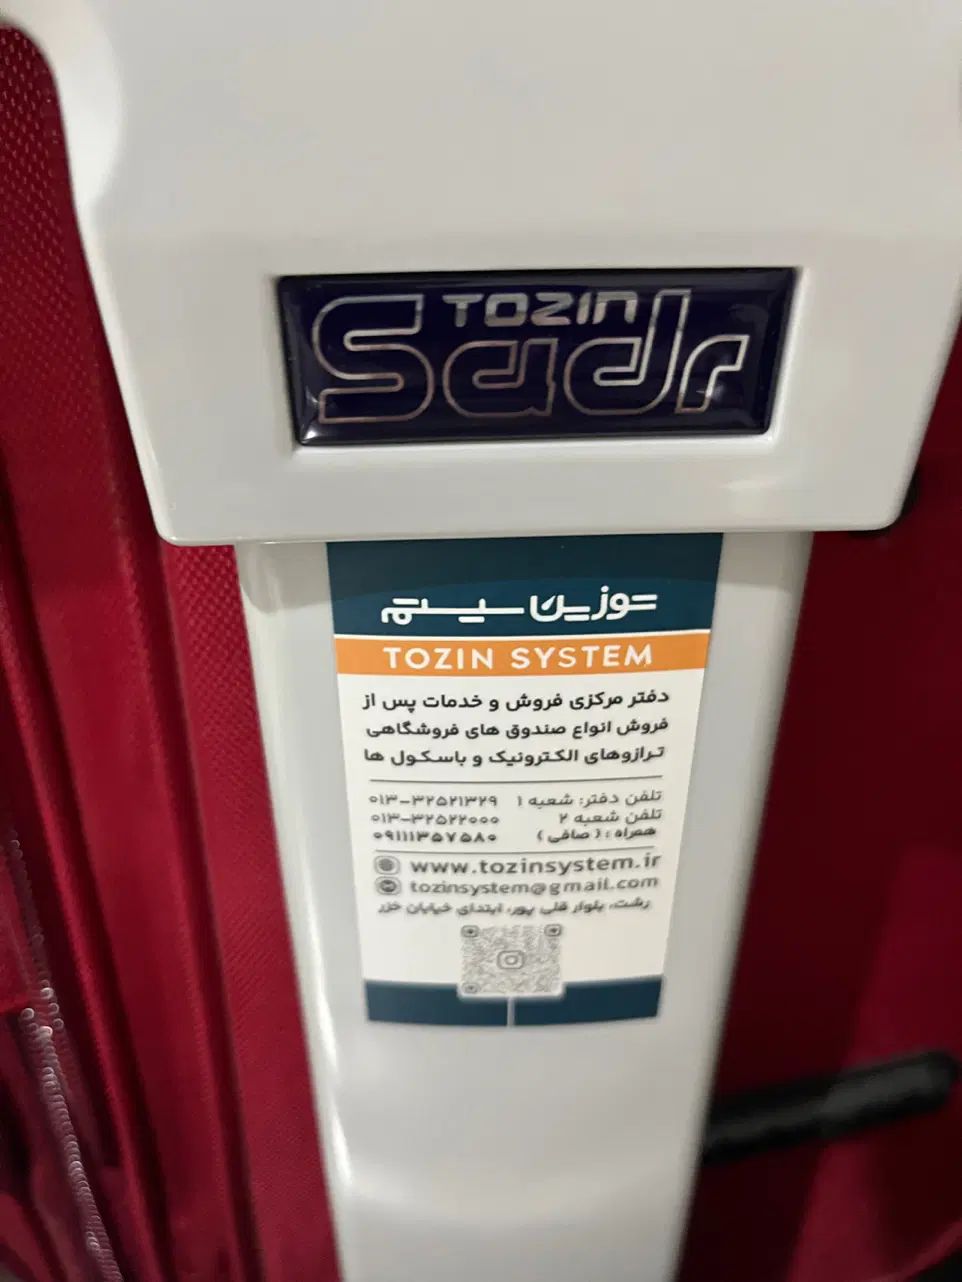 TOZIN
Sadr
توزین سیستم
TOZIN SYSTEM
دفتر مرکزی فروش و خدمات پس از
فروش انواع صندوق های فروشگاهی
ترازوهای الکترونیک و باسکول ها
تلفن دفتر: شعبه ۱ ۰۱۳-۳۲۵۲۱۳۲۹
تلفن شعبه ۲ ۰۱۳-۳۲۵۲۲۰۰۰
همراه : ( صافی ) ۰۹۱۱۱۳۵۷۵۸۰
www.tozinsystem.ir
tozinsystem@gmail.com
رشت، بلوار قلی پور، ابتدای خیابان خزر